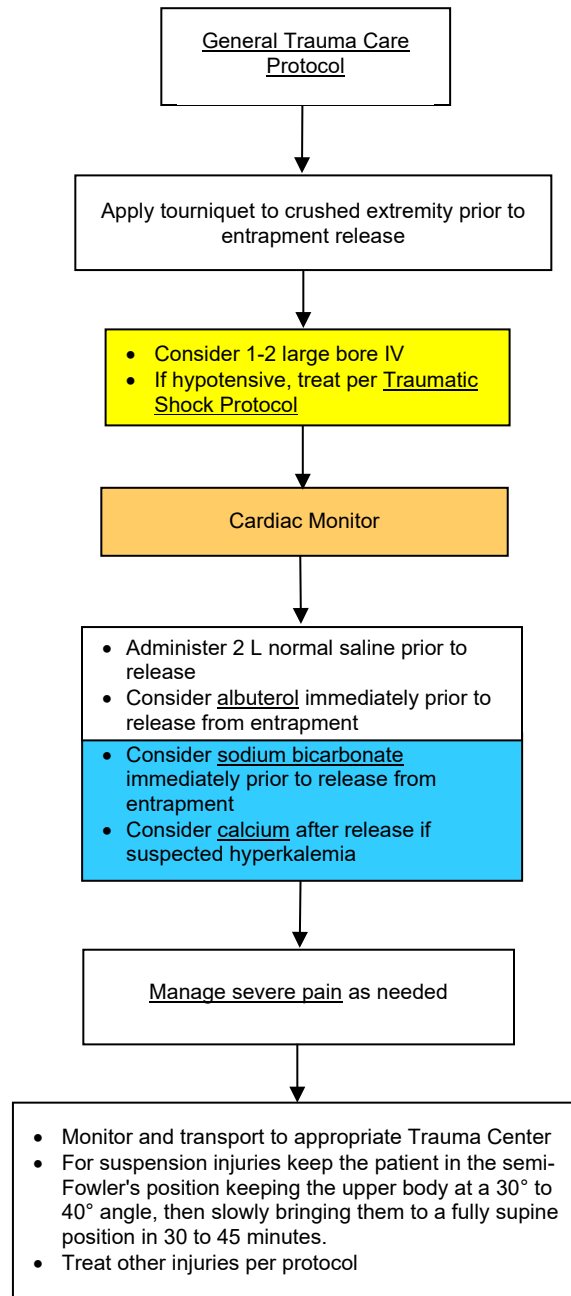 General Trauma Care
Protocol
Apply tourniquet to crushed extremity prior to
entrapment release
• Consider 1-2 large bore IV
• If hypotensive, treat per Traumatic
Shock Protocol
Cardiac Monitor
• Administer 2 L normal saline prior to
release
• Consider albuterol immediately prior to
release from entrapment
• Consider sodium bicarbonate
immediately prior to release from
entrapment
• Consider calcium after release if
suspected hyperkalemia
Manage severe pain as needed
• Monitor and transport to appropriate Trauma Center
• For suspension injuries keep the patient in the semi-
Fowler's position keeping the upper body at a 30° to
40° angle, then slowly bringing them to a fully supine
position in 30 to 45 minutes.
• Treat other injuries per protocol